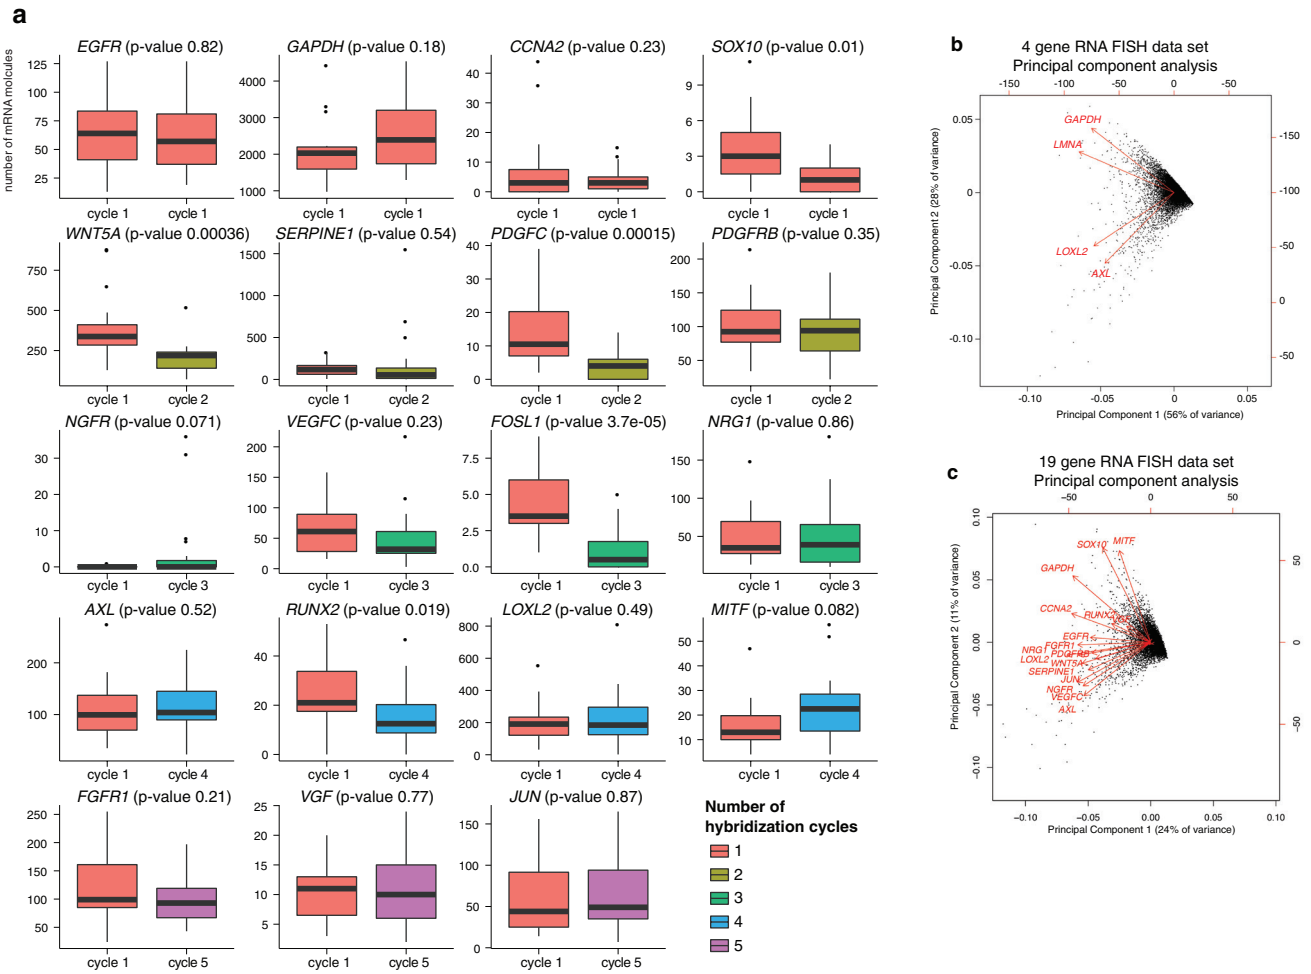 a
number of mRNA molcules
EGFR (p-value 0.82)
125
100
75
50
25
cycle 1 cycle 1
GAPDH (p-value 0.18)
4000
3000
2000
1000
cycle 1 cycle 1
CCNA2 (p-value 0.23)
40
30
20
10
0
cycle 1 cycle 1
SOX10 (p-value 0.01)
9
6
3
0
cycle 1 cycle 1
WNT5A (p-value 0.00036)
750
500
250
cycle 1 cycle 2
SERPINE1 (p-value 0.54)
1500
1000
500
0
cycle 1 cycle 2
PDGFC (p-value 0.00015)
40
30
20
10
0
cycle 1 cycle 2
PDGFRB (p-value 0.35)
200
150
100
50
cycle 1 cycle 2
NGFR (p-value 0.071)
30
20
10
0
cycle 1 cycle 3
VEGFC (p-value 0.23)
200
150
100
50
0
cycle 1 cycle 3
FOSL1 (p-value 3.7e-05)
7.5
5.0
2.5
0.0
cycle 1 cycle 3
NRG1 (p-value 0.86)
150
100
50
cycle 1 cycle 3
AXL (p-value 0.52)
200
100
cycle 1 cycle 4
RUNX2 (p-value 0.019)
40
20
0
cycle 1 cycle 4
LOXL2 (p-value 0.49)
800
600
400
200
0
cycle 1 cycle 4
MITF (p-value 0.082)
50
40
30
20
10
cycle 1 cycle 4
FGFR1 (p-value 0.21)
250
200
150
100
50
cycle 1 cycle 5
VGF (p-value 0.77)
25
20
15
10
5
cycle 1 cycle 5
JUN (p-value 0.87)
150
100
50
0
cycle 1 cycle 5
Number of
hybridization cycles
1
2
3
4
5
b
4 gene RNA FISH data set
Principal component analysis
-150 -100 -50 0 -50
0.05
0
-0.05
-0.10
Principal Component 2 (28% of variance)
GAPDH
LMNA
LOXL2
AXL
-150
-100
-50
0
-50
-0.10 -0.05 0 0.05
Principal Component 1 (56% of variance)
c
19 gene RNA FISH data set
Principal component analysis
−50 0 50
0.10
0.05
0.00
−0.05
−0.10
Principal Component 2 (11% of variance)
SOX10 MITF
GAPDH
CCNA2
RUNX2
VGF
EGFR
FGFR1
NRG1 PDGFRB
LOXL2
WNT5A
SERPINE1
JUN
NGFR
VEGFC
AXL
50
0
−50
−0.10 −0.05 0.00 0.05 0.10
Principal Component 1 (24% of variance)